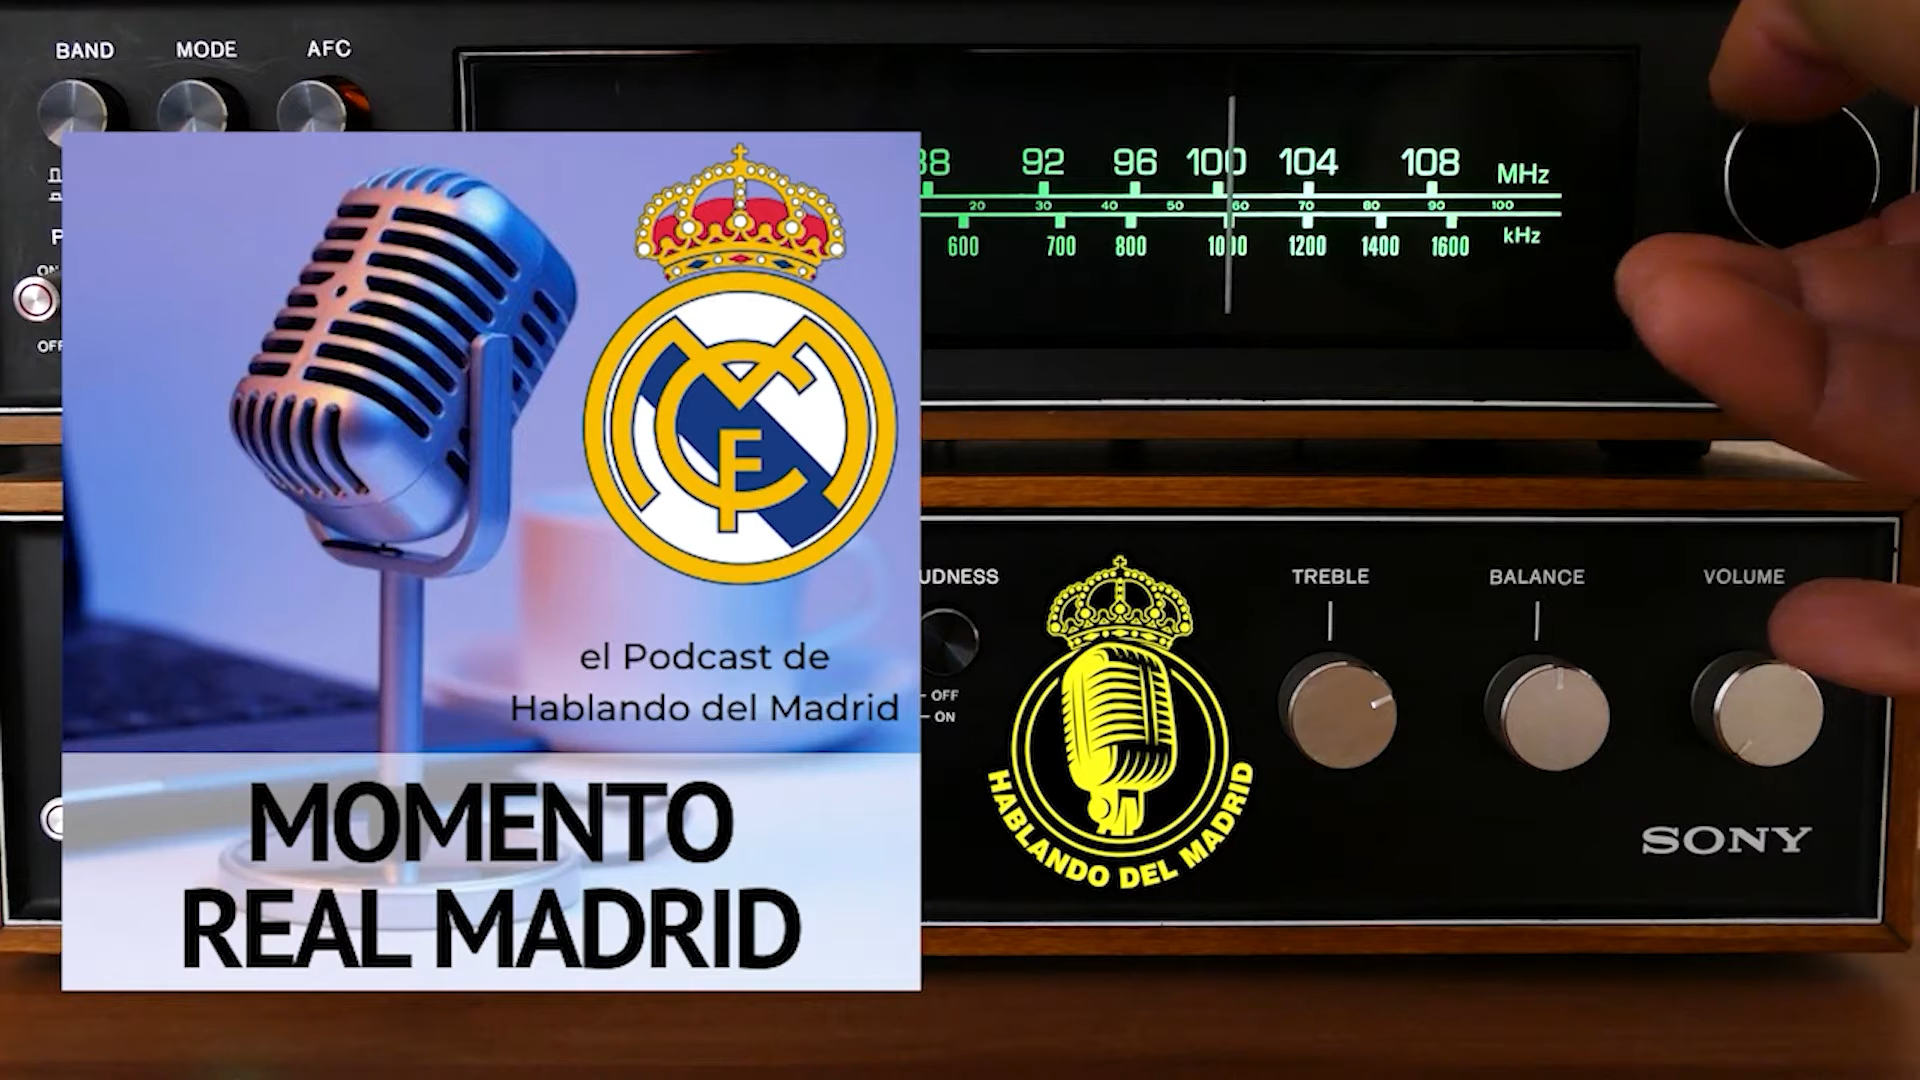 BAND MODE AFC
88 92 96 100 104 108 MHz
20 30 40 50 60 70 80 90 100
600 700 800 1000 1200 1400 1600 kHz
ON
OFF
el Podcast de
Hablando del Madrid
MOMENTO
REAL MADRID
UDNESS TREBLE BALANCE VOLUME
OFF
ON
HABLANDO DEL MADRID
SONY